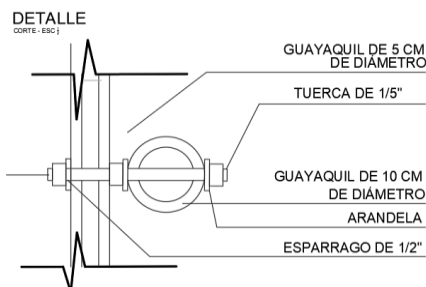 DETALLE
CORTE - ESC
GUAYAQUIL DE 5 CM
DE DIÁMETRO
TUERCA DE 1/5"
GUAYAQUIL DE 10 CM
DE DIÁMETRO
ARANDELA
ESPARRAGO DE 1/2"